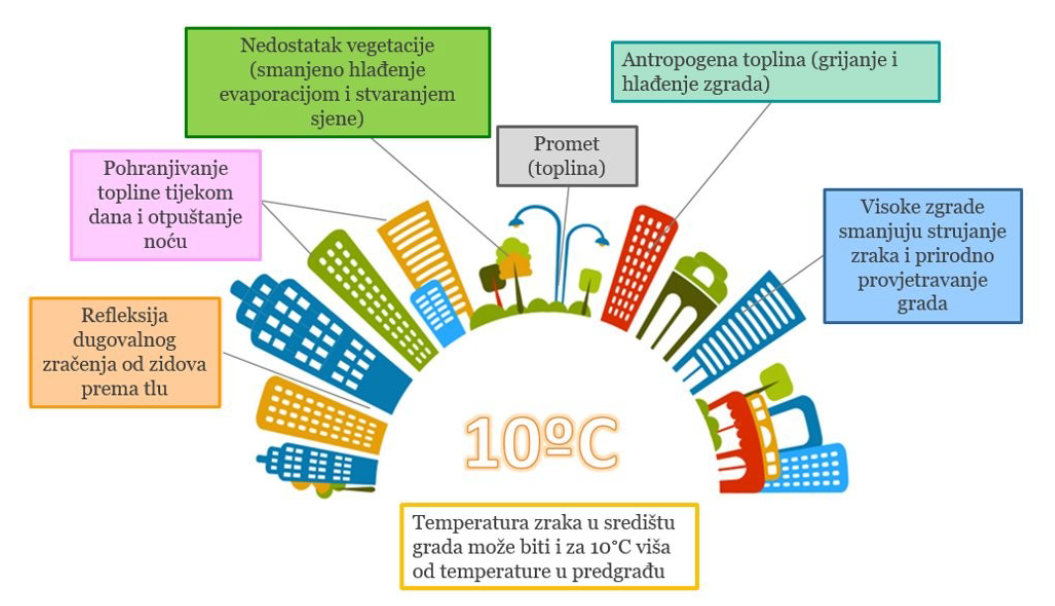 Nedostatak vegetacije
(smanjeno hlađenje
evaporacijom i stvaranjem
sjene)
Antropogena toplina (grijanje i
hlađenje zgrada)
Promet
(toplina)
Pohranjivanje
topline tijekom
dana i otpuštanje
noću
Visoke zgrade
smanjuju strujanje
zraka i prirodno
provjetravanje
grada
Refleksija
dugovalnog
zračenja od zidova
prema tlu
10ºC
Temperatura zraka u središtu
grada može biti i za 10°C viša
od temperature u predgrađu